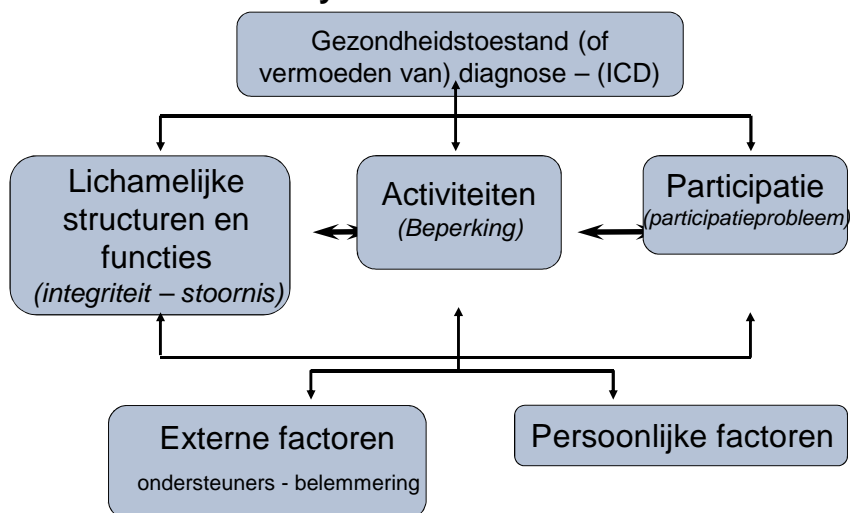 Gezondheidstoestand (of
vermoeden van) diagnose – (ICD)
Lichamelijke
structuren en
functies
(integriteit – stoornis)
Activiteiten
(Beperking)
Participatie
(participatieprobleem)
Externe factoren
ondersteuners - belemmering
Persoonlijke factoren